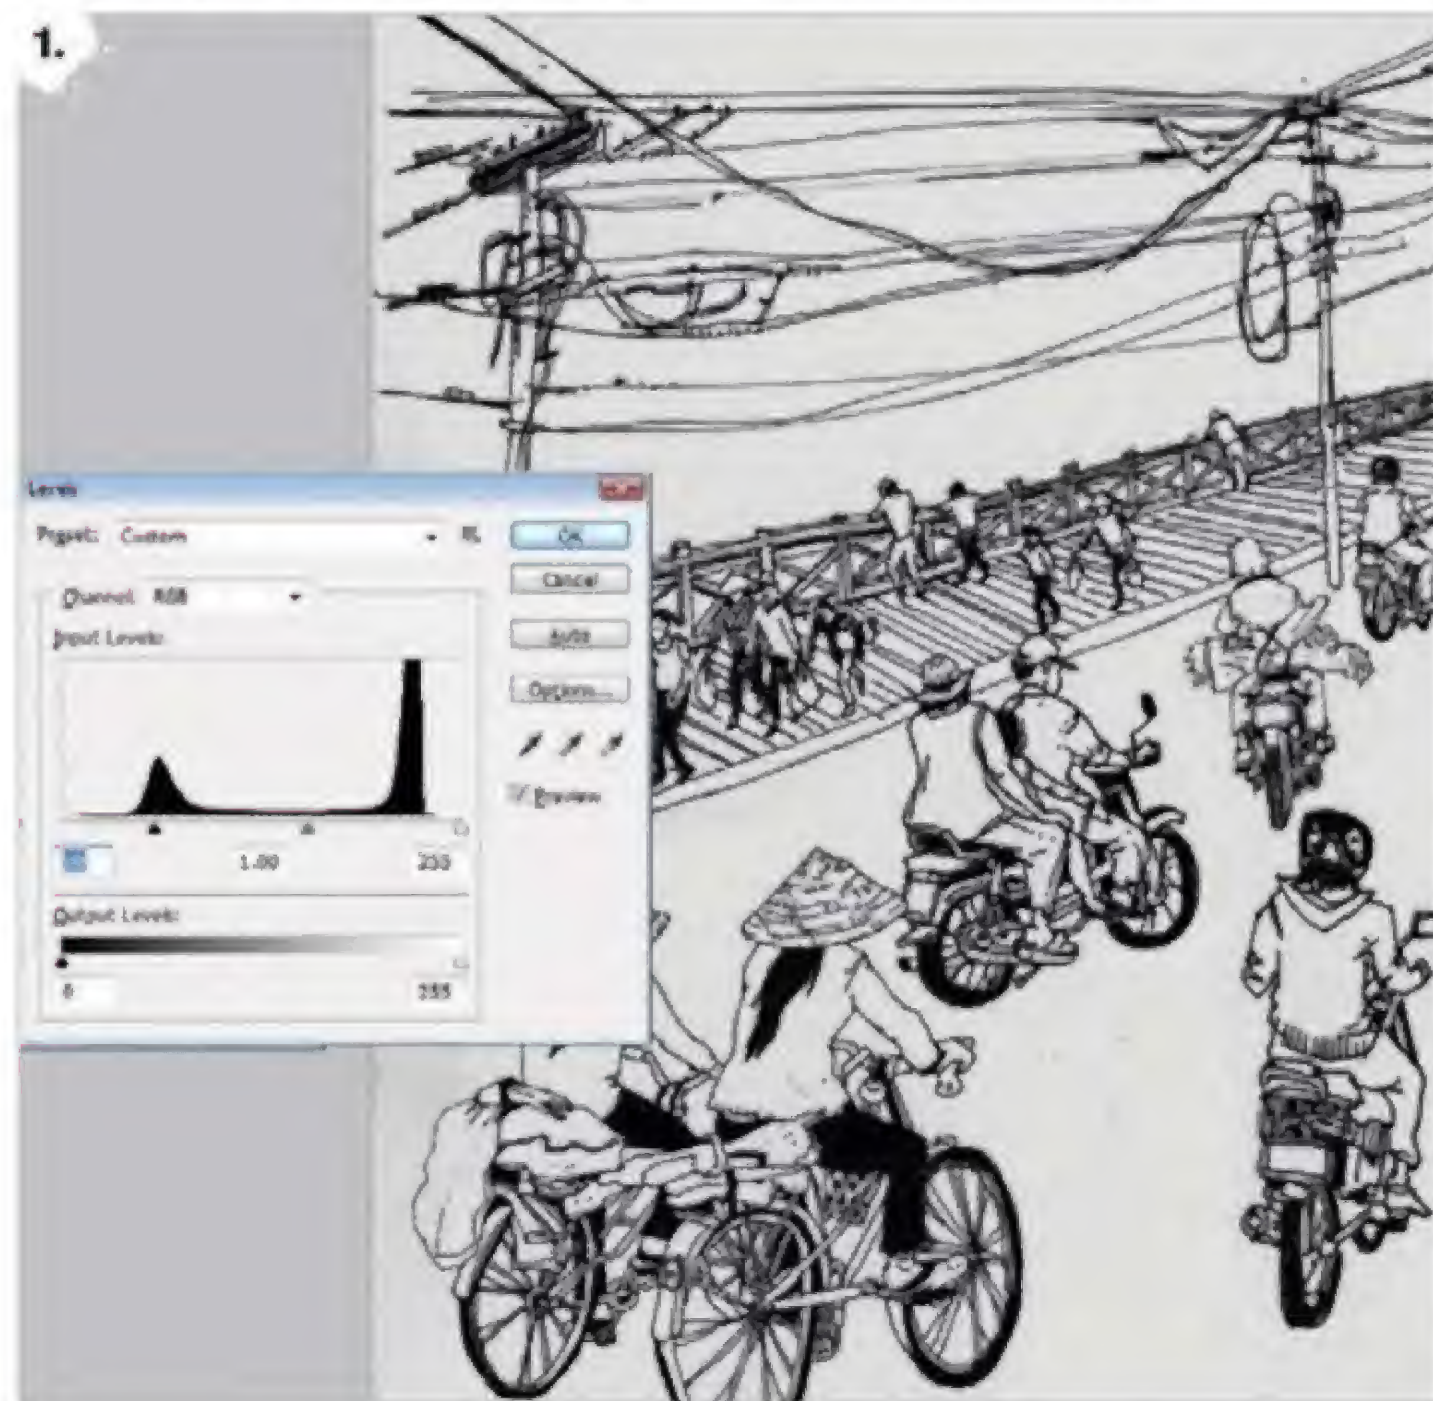 1.
Levels
Preset: Custom
OK
Cancel
Channel: RGB
Auto
Input Levels:
Options...
Preview
1.00
Output Levels:
0 255